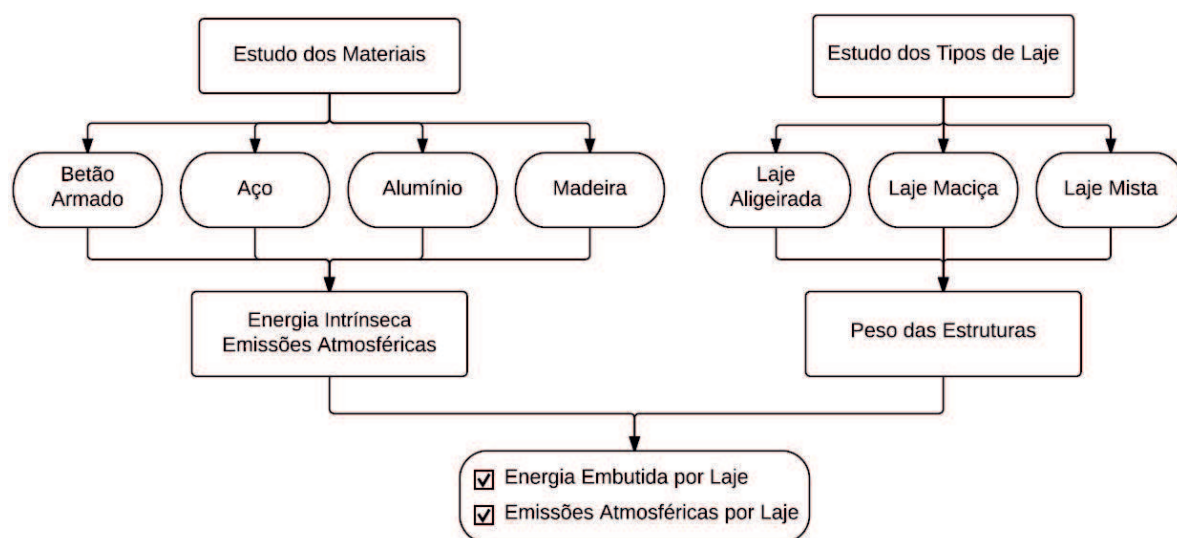 Estudo dos Materiais
Estudo dos Tipos de Laje
Betão
Armado
Aço
Alumínio
Madeira
Laje
Aligeirada
Laje Maciça
Laje Mista
Energia Intrínseca
Emissões Atmosféricas
Peso das Estruturas
Energia Embutida por Laje
Emissões Atmosféricas por Laje